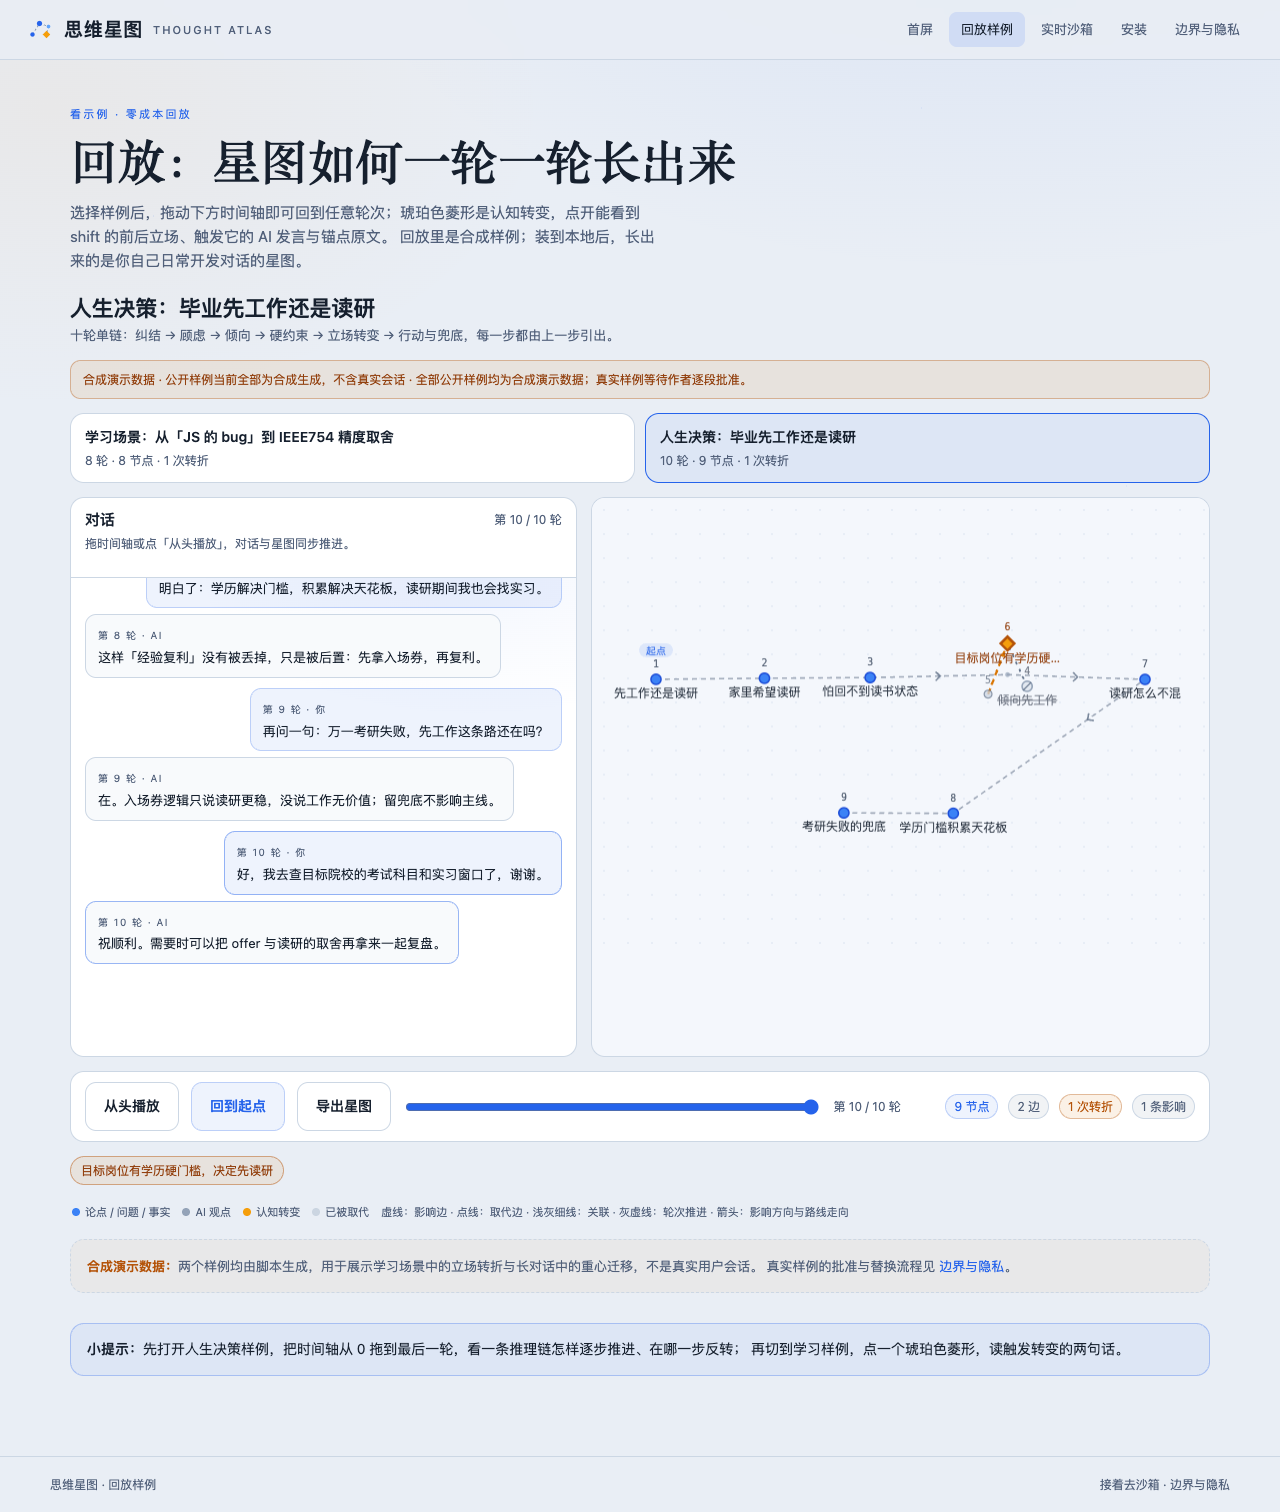 思维星图 THOUGHT ATLAS
首屏 回放样例 实时沙箱 安装 边界与隐私
看示例 · 零成本回放
回放：星图如何一轮一轮长出来
选择样例后，拖动下方时间轴即可回到任意轮次；琥珀色菱形是认知转变，点开能看到
shift 的前后立场、触发它的 AI 发言与锚点原文。 回放里是合成样例；装到本地后，长出
来的是你自己日常开发对话的星图。
人生决策：毕业先工作还是读研
十轮单链：纠结 → 顾虑 → 倾向 → 硬约束 → 立场转变 → 行动与兜底，每一步都由上一步引出。
合成演示数据 · 公开样例当前全部为合成生成，不含真实会话 · 全部公开样例均为合成演示数据；真实样例等待作者逐段批准。
学习场景：从「JS 的 bug」到 IEEE754 精度取舍
8 轮 · 8 节点 · 1 次转折
人生决策：毕业先工作还是读研
10 轮 · 9 节点 · 1 次转折
对话
第 10 / 10 轮
拖时间轴或点「从头播放」，对话与星图同步推进。
明白了：学历解决门槛，积累解决天花板，读研期间我也会找实习。
第 8 轮 · AI
这样「经验复利」没有被丢掉，只是被后置：先拿入场券，再复利。
第 9 轮 · 你
再问一句：万一考研失败，先工作这条路还在吗？
第 9 轮 · AI
在。入场券逻辑只说读研更稳，没说工作无价值；留兜底不影响主线。
第 10 轮 · 你
好，我去查目标院校的考试科目和实习窗口了，谢谢。
第 10 轮 · AI
祝顺利。需要时可以把 offer 与读研的取舍再拿来一起复盘。
起点
1
先工作还是读研
2
家里希望读研
3
怕回不到读书状态
6
目标岗位有学历硬...
5
4
倾向先工作
7
读研怎么不混
9
考研失败的兜底
8
学历门槛积累天花板
从头播放 回到起点 导出星图 第 10 / 10 轮 9 节点 2 边 1 次转折 1 条影响
目标岗位有学历硬门槛，决定先读研
论点 / 问题 / 事实 AI 观点 认知转变 已被取代 虚线：影响边 · 点线：取代边 · 浅灰细线：关联 · 灰虚线：轮次推进 · 箭头：影响方向与路线走向
合成演示数据：两个样例均由脚本生成，用于展示学习场景中的立场转折与长对话中的重心迁移，不是真实用户会话。 真实样例的批准与替换流程见 边界与隐私。
小提示：先打开人生决策样例，把时间轴从 0 拖到最后一轮，看一条推理链怎样逐步推进、在哪一步反转； 再切到学习样例，点一个琥珀色菱形，读触发转变的两句话。
思维星图 · 回放样例
接着去沙箱 · 边界与隐私